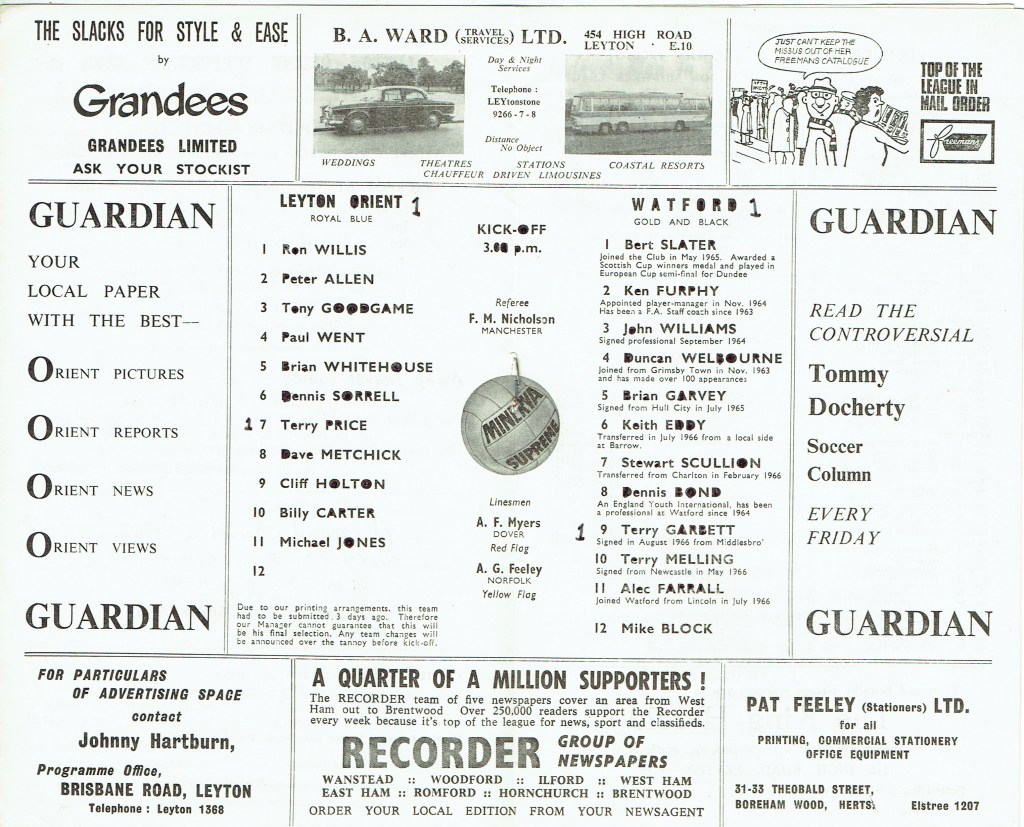 THE SLACKS FOR STYLE & EASE
by
Grandees
GRANDEES LIMITED
ASK YOUR STOCKIST
B. A. WARD (TRAVEL SERVICES) LTD.
454 HIGH ROAD
LEYTON · E.10
Day & Night
Services
Telephone :
LEYtonstone
9266-7-8
Distance
No Object
WEDDINGS THEATRES STATIONS COASTAL RESORTS
CHAUFFEUR DRIVEN LIMOUSINES
JUST CAN'T KEEP THE
MISSUS OUT OF HER
FREEMANS CATALOGUE
TOP OF THE
LEAGUE IN
MAIL ORDER
Freemans
GUARDIAN
YOUR
LOCAL PAPER
WITH THE BEST—
ORIENT PICTURES
ORIENT REPORTS
ORIENT NEWS
ORIENT VIEWS
GUARDIAN
LEYTON ORIENT 1
ROYAL BLUE
1 Ron WILLIS
2 Peter ALLEN
3 Tony GOODGAME
4 Paul WENT
5 Brian WHITEHOUSE
6 Dennis SORRELL
1 7 Terry PRICE
8 Dave METCHICK
9 Cliff HOLTON
10 Billy CARTER
11 Michael JONES
12
Due to our printing arrangements, this team
had to be submitted 3 days ago. Therefore
our Manager cannot guarantee that this will
be his final selection. Any team changes will
be announced over the tannoy before kick-off.
KICK-OFF
3.00 p.m.
Referee
F. M. Nicholson
MANCHESTER
MINERVA
SUPREME
Linesmen
A. F. Myers
DOVER
Red Flag
A. G. Feeley
NORFOLK
Yellow Flag
WATFORD 1
GOLD AND BLACK
1 Bert SLATER
Joined the Club in May 1965. Awarded a
Scottish Cup winners medal and played in
European Cup semi-final for Dundee
2 Ken FURPHY
Appointed player-manager in Nov. 1964
Has been a F.A. Staff coach since 1963
3 John WILLIAMS
Signed professional September 1964
4 Duncan WELBOURNE
Joined from Grimsby Town in Nov. 1963
and has made over 100 appearances
5 Brian GARVEY
Signed from Hull City in July 1965
6 Keith EDDY
Transferred in July 1966 from a local side
at Barrow.
7 Stewart SCULLION
Transferred from Charlton in February 1966
8 Dennis BOND
An England Youth International, has been
a professional at Watford since 1964
1 9 Terry GARBETT
Signed in August 1966 from Middlesbro'
10 Terry MELLING
Signed from Newcastle in May 1966
11 Alec FARRALL
Joined Watford from Lincoln in July 1966
12 Mike BLOCK
GUARDIAN
READ THE
CONTROVERSIAL
Tommy
Docherty
Soccer
Column
EVERY
FRIDAY
GUARDIAN
FOR PARTICULARS
OF ADVERTISING SPACE
contact
Johnny Hartburn,
Programme Office,
BRISBANE ROAD, LEYTON
Telephone : Leyton 1368
A QUARTER OF A MILLION SUPPORTERS !
The RECORDER team of five newspapers cover an area from West
Ham out to Brentwood Over 250,000 readers support the Recorder
every week because it's top of the league for news, sport and classifieds.
RECORDER GROUP OF
NEWSPAPERS
WANSTEAD :: WOODFORD :: ILFORD :: WEST HAM
EAST HAM :: ROMFORD :: HORNCHURCH :: BRENTWOOD
ORDER YOUR LOCAL EDITION FROM YOUR NEWSAGENT
PAT FEELEY (Stationers) LTD.
for all
PRINTING, COMMERCIAL STATIONERY
OFFICE EQUIPMENT
31-33 THEOBALD STREET,
BOREHAM WOOD, HERTS. Elstree 1207